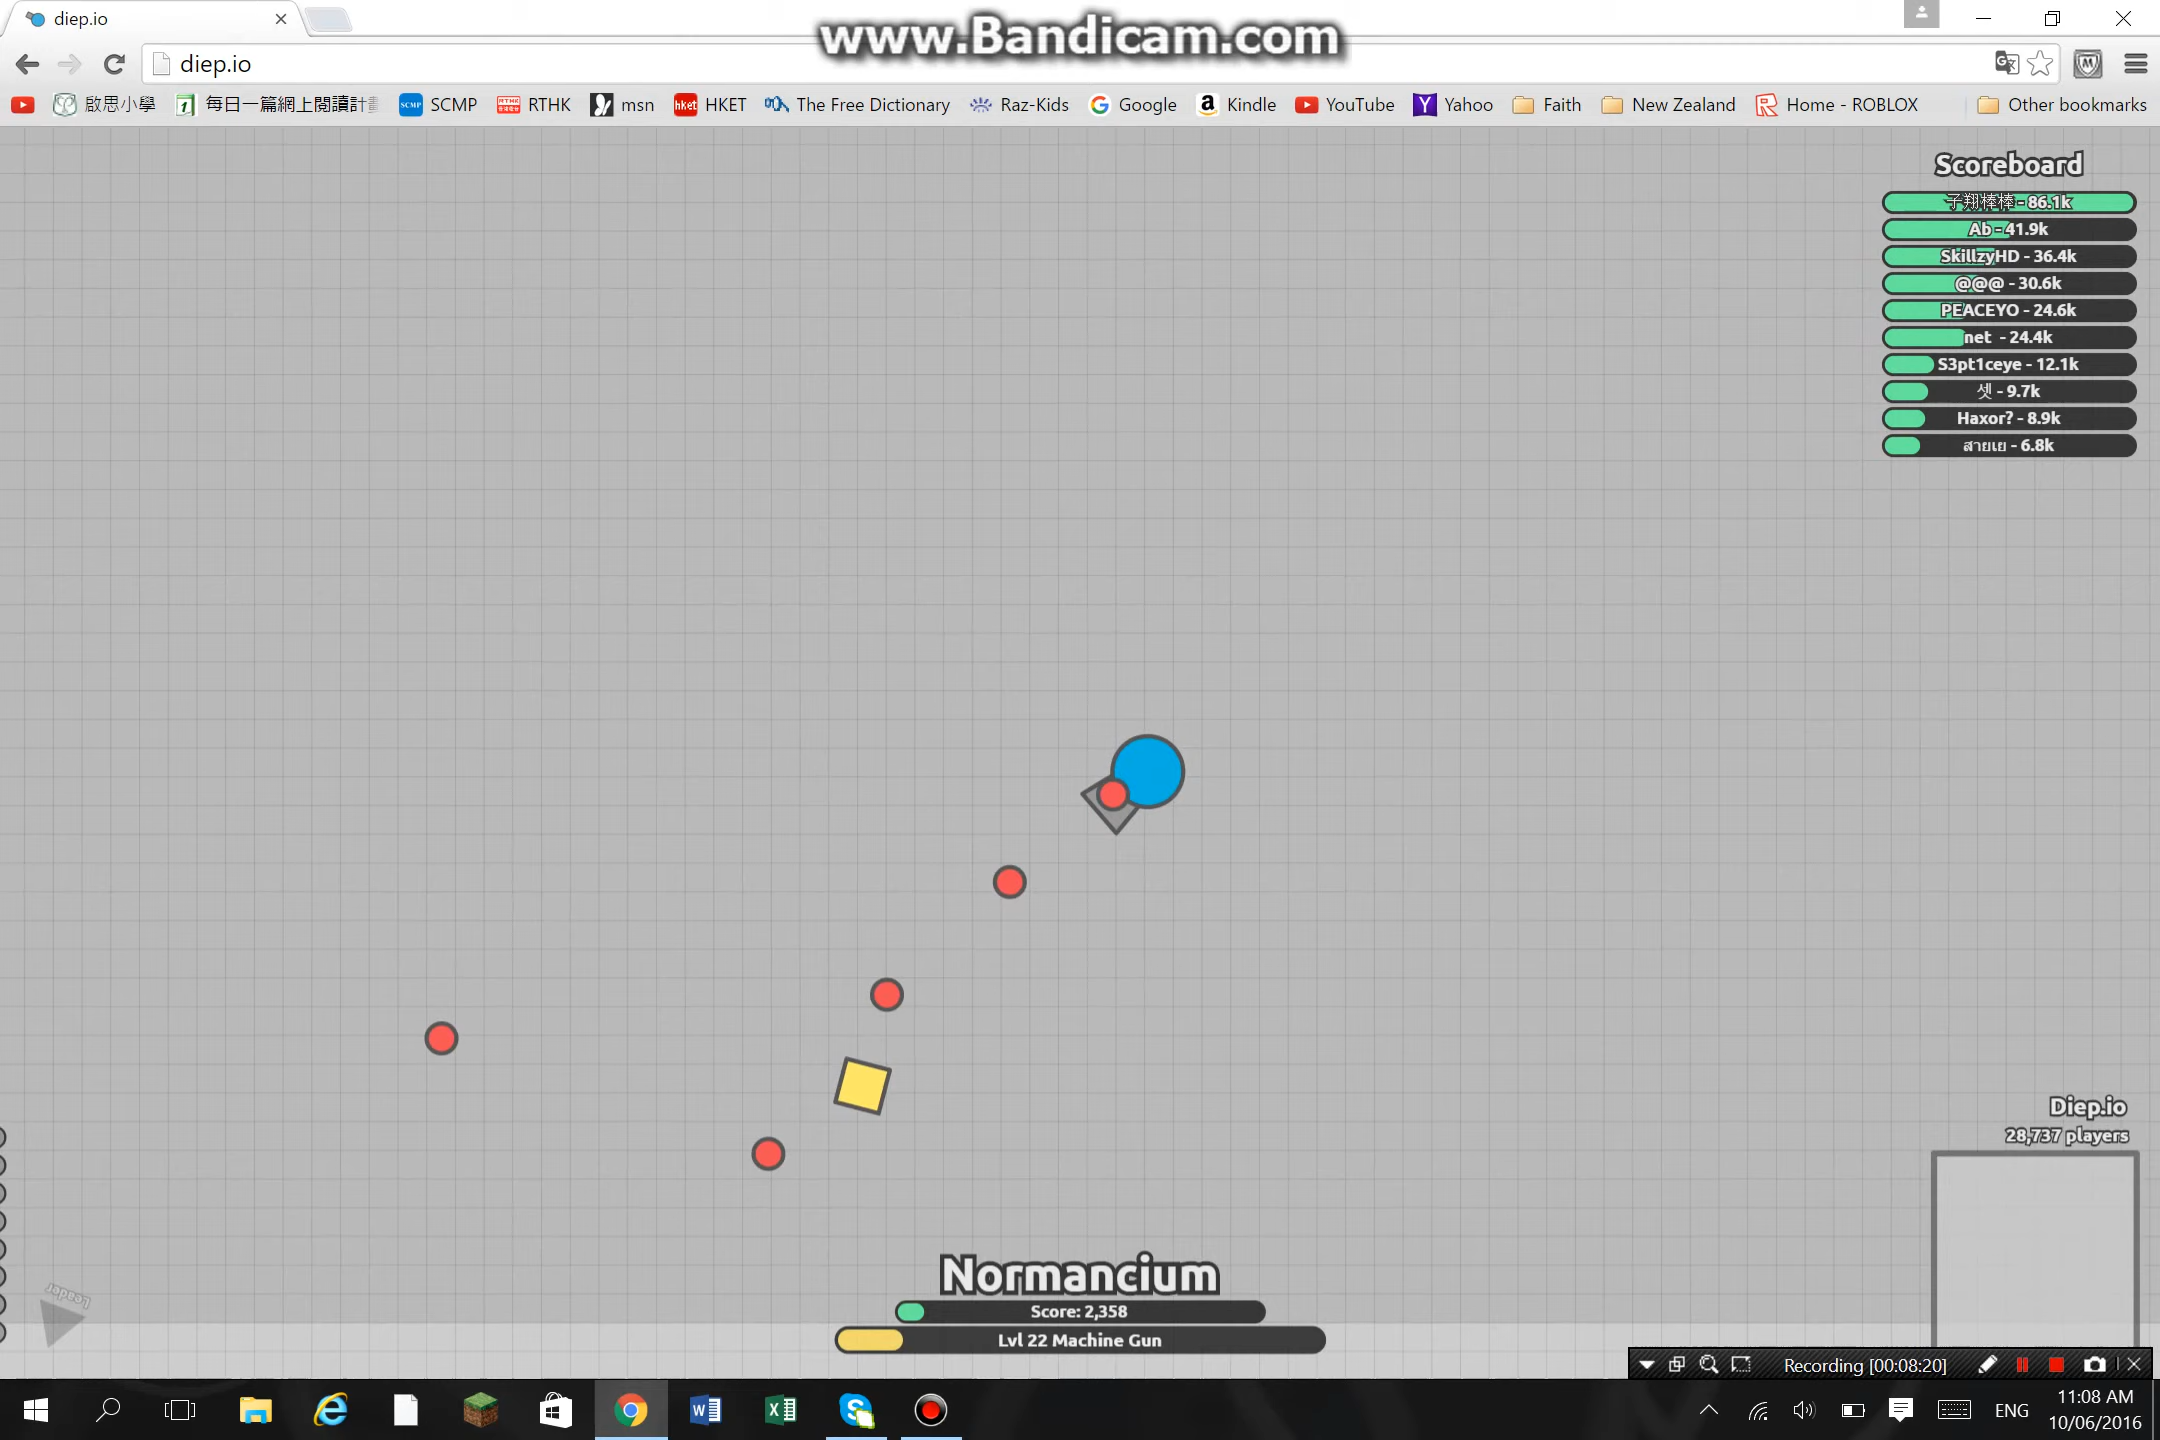 diep.io
www.Bandicam.com
diep.io
啟思小學
每日一篇網上閱讀計
SCMP
RTHK
msn
HKET
The Free Dictionary
Raz-Kids
Google
Kindle
YouTube
Yahoo
Faith
New Zealand
Home - ROBLOX
Other bookmarks
Scoreboard
子翔棒棒 - 86.1k
Ab - 41.9k
SkillzyHD - 36.4k
@@@ - 30.6k
PEACEYO - 24.6k
net - 24.4k
S3pt1ceye - 12.1k
셋 - 9.7k
Haxor? - 8.9k
สายเย - 6.8k
Diep.io
28,737 players
Leader
Normancium
Score: 2,358
Lvl 22 Machine Gun
Recording [00:08:20]
ENG
11:08 AM
10/06/2016